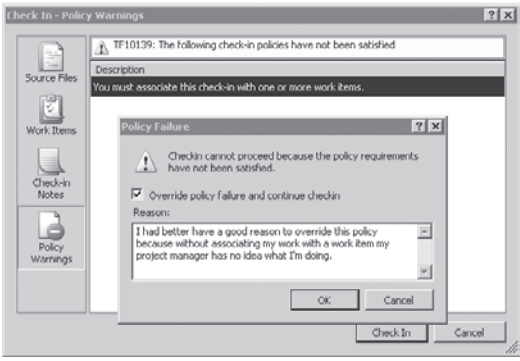 Check In - Policy Warnings
TF10139: The following check-in policies have not been satisfied
Source Files
Description
You must associate this check-in with one or more work items.
Work Items
Policy Failure
Checkin cannot proceed because the policy requirements
have not been satisfied.
Check-in
Notes
Override policy failure and continue checkin
Reason:
I had better have a good reason to override this policy
because without associating my work with a work item my
project manager has no idea what I'm doing.
Policy
Warnings
OK
Cancel
Check In
Cancel